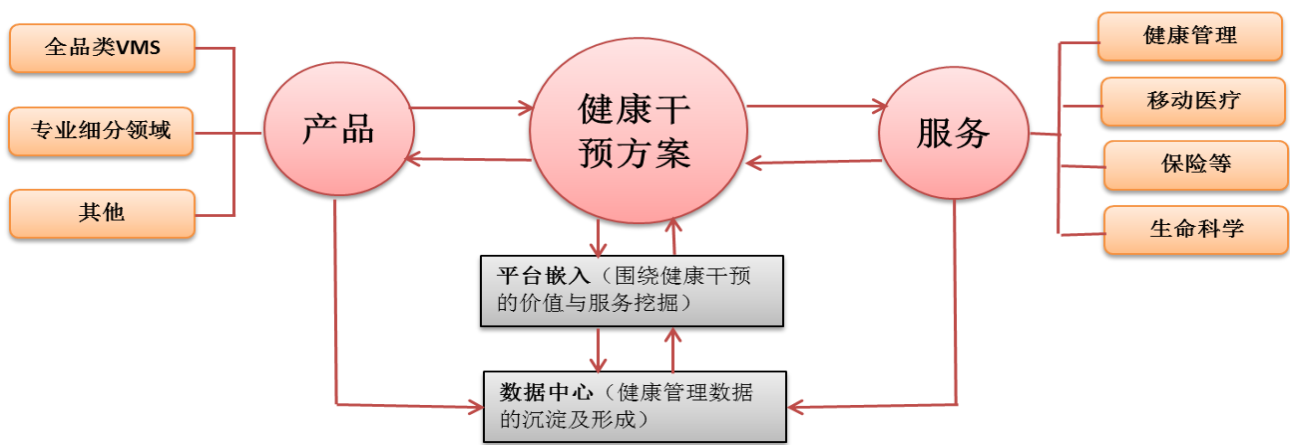 全品类VMS
专业细分领域
其他
产品
健康干
预方案
服务
健康管理
移动医疗
保险等
生命科学
平台嵌入（围绕健康干预
的价值与服务挖掘）
数据中心（健康管理数据
的沉淀及形成）